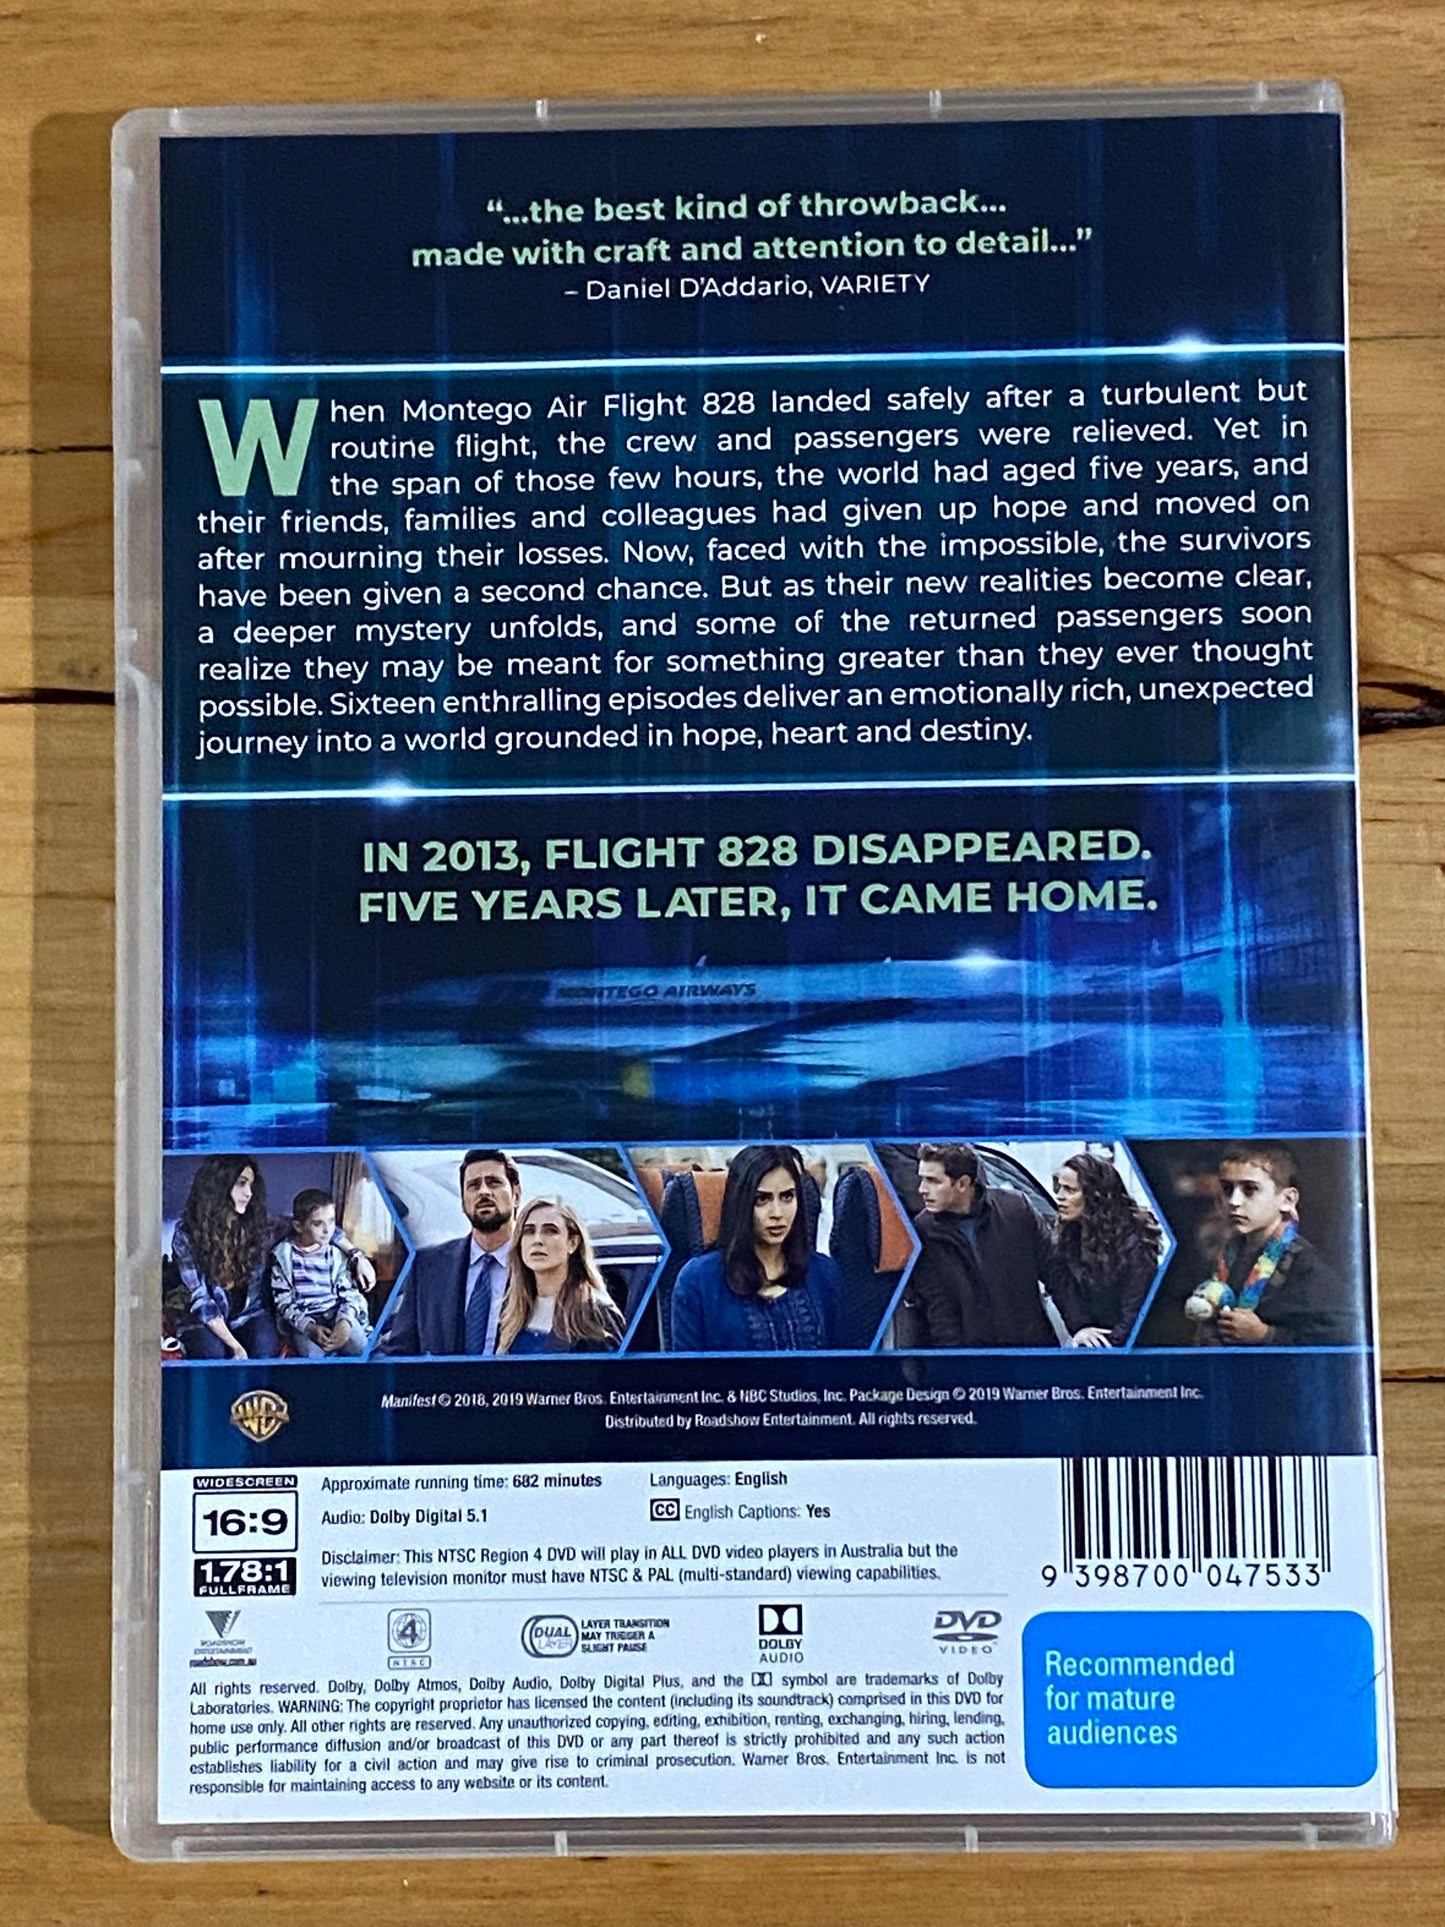 “...the best kind of throwback...
made with craft and attention to detail...”
– Daniel D’Addario, VARIETY
When Montego Air Flight 828 landed safely after a turbulent but
routine flight, the crew and passengers were relieved. Yet in
the span of those few hours, the world had aged five years, and
their friends, families and colleagues had given up hope and moved on
after mourning their losses. Now, faced with the impossible, the survivors
have been given a second chance. But as their new realities become clear,
a deeper mystery unfolds, and some of the returned passengers soon
realize they may be meant for something greater than they ever thought
possible. Sixteen enthralling episodes deliver an emotionally rich, unexpected
journey into a world grounded in hope, heart and destiny.
IN 2013, FLIGHT 828 DISAPPEARED.
FIVE YEARS LATER, IT CAME HOME.
MONTEGO AIRWAYS
Manifest © 2018, 2019 Warner Bros. Entertainment Inc. & NBC Studios, Inc. Package Design © 2019 Warner Bros. Entertainment Inc.
Distributed by Roadshow Entertainment. All rights reserved.
WB
WIDESCREEN
16:9
1.78:1
FULLFRAME
Approximate running time: 682 minutes
Languages: English
Audio: Dolby Digital 5.1
CC English Captions: Yes
Disclaimer: This NTSC Region 4 DVD will play in ALL DVD video players in Australia but the
viewing television monitor must have NTSC & PAL (multi-standard) viewing capabilities.
9 398700 047533
ROADSHOW
ENTERTAINMENT
roadshow.com.au
4
NTSC
DUAL
LAYER
LAYER TRANSITION
MAY TRIGGER A
SLIGHT PAUSE
DOLBY
AUDIO
DVD
VIDEO
All rights reserved. Dolby, Dolby Atmos, Dolby Audio, Dolby Digital Plus, and the symbol are trademarks of Dolby
Laboratories. WARNING: The copyright proprietor has licensed the content (including its soundtrack) comprised in this DVD for
home use only. All other rights are reserved. Any unauthorized copying, editing, exhibition, renting, exchanging, hiring, lending,
public performance diffusion and/or broadcast of this DVD or any part thereof is strictly prohibited and any such action
establishes liability for a civil action and may give rise to criminal prosecution. Warner Bros. Entertainment Inc. is not
responsible for maintaining access to any website or its content.
Recommended
for mature
audiences